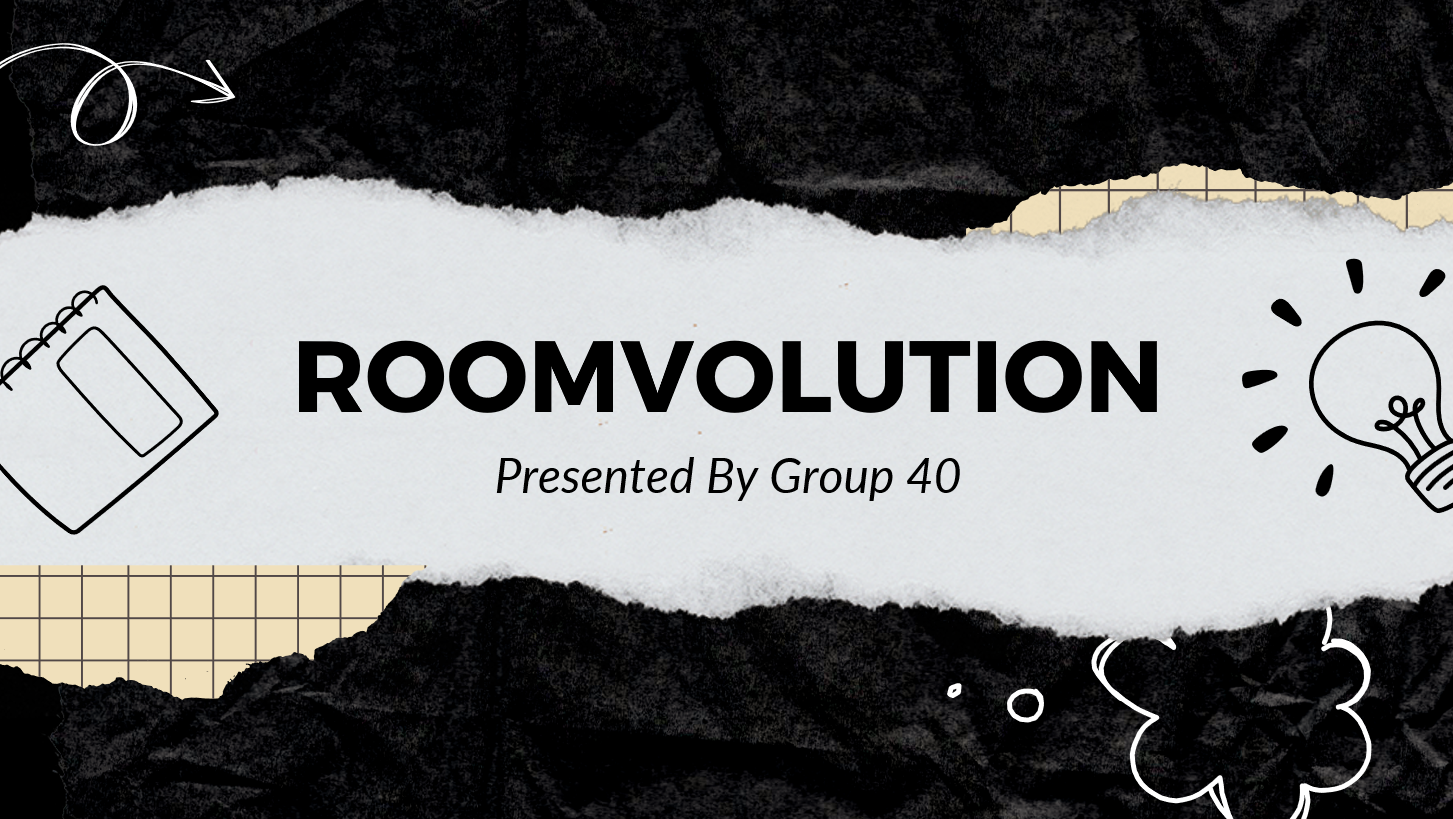 ROOMVOLUTION
Presented By Group 40